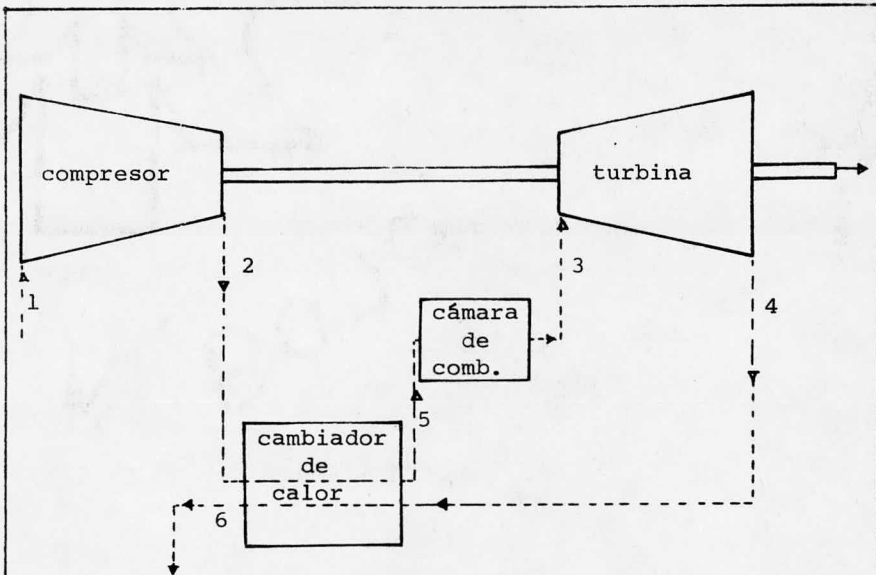 compresor
turbina
1
2
3
4
cámara
de
comb.
5
cambiador
de
calor
6